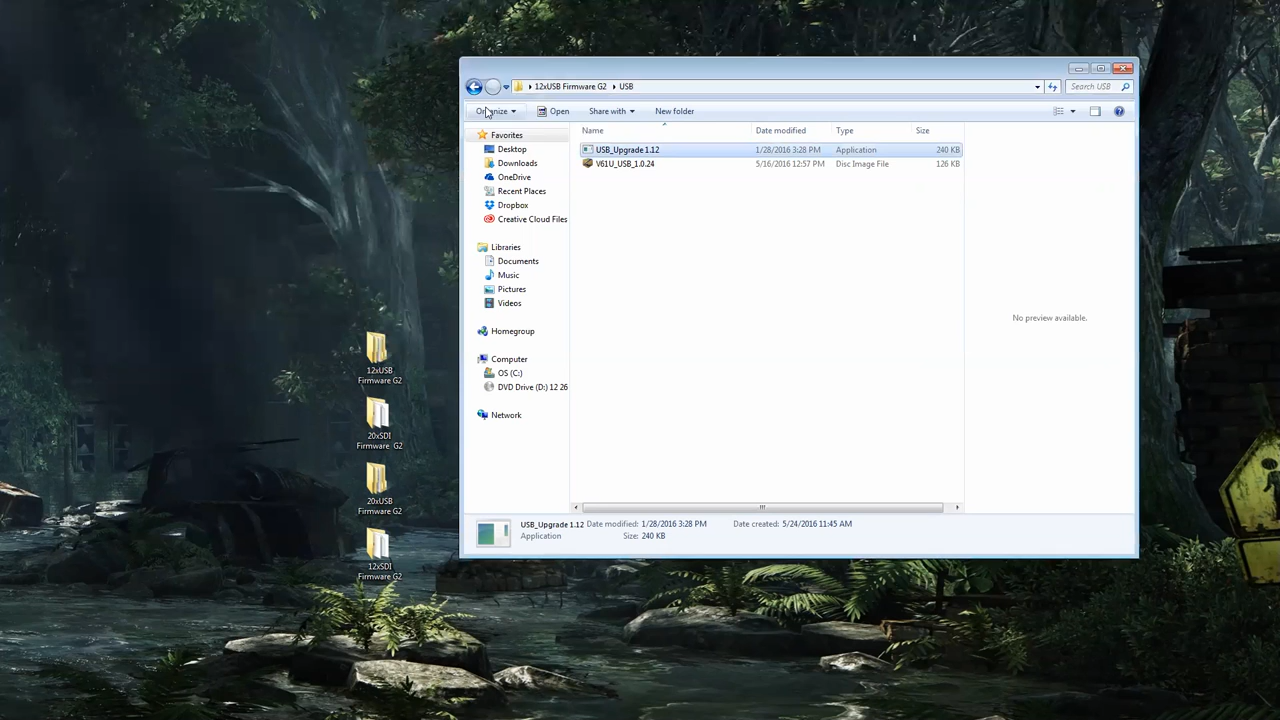 12xUSB Firmware G2 USB
Search USB
Organize Open Share with New folder
Name Date modified Type Size
USB_Upgrade 1.12 1/28/2016 3:28 PM Application 240 KB
V61U_USB_1.0.24 5/16/2016 12:57 PM Disc Image File 126 KB
Favorites
Desktop
Downloads
OneDrive
Recent Places
Dropbox
Creative Cloud Files
Libraries
Documents
Music
Pictures
Videos
Homegroup
Computer
OS (C:)
DVD Drive (D:) 12 26
Network
No preview available.
USB_Upgrade 1.12 Date modified: 1/28/2016 3:28 PM Date created: 5/24/2016 11:45 AM
Application Size: 240 KB
12xUSB
Firmware G2
20xSDI
Firmware G2
20xUSB
Firmware G2
12xSDI
Firmware G2